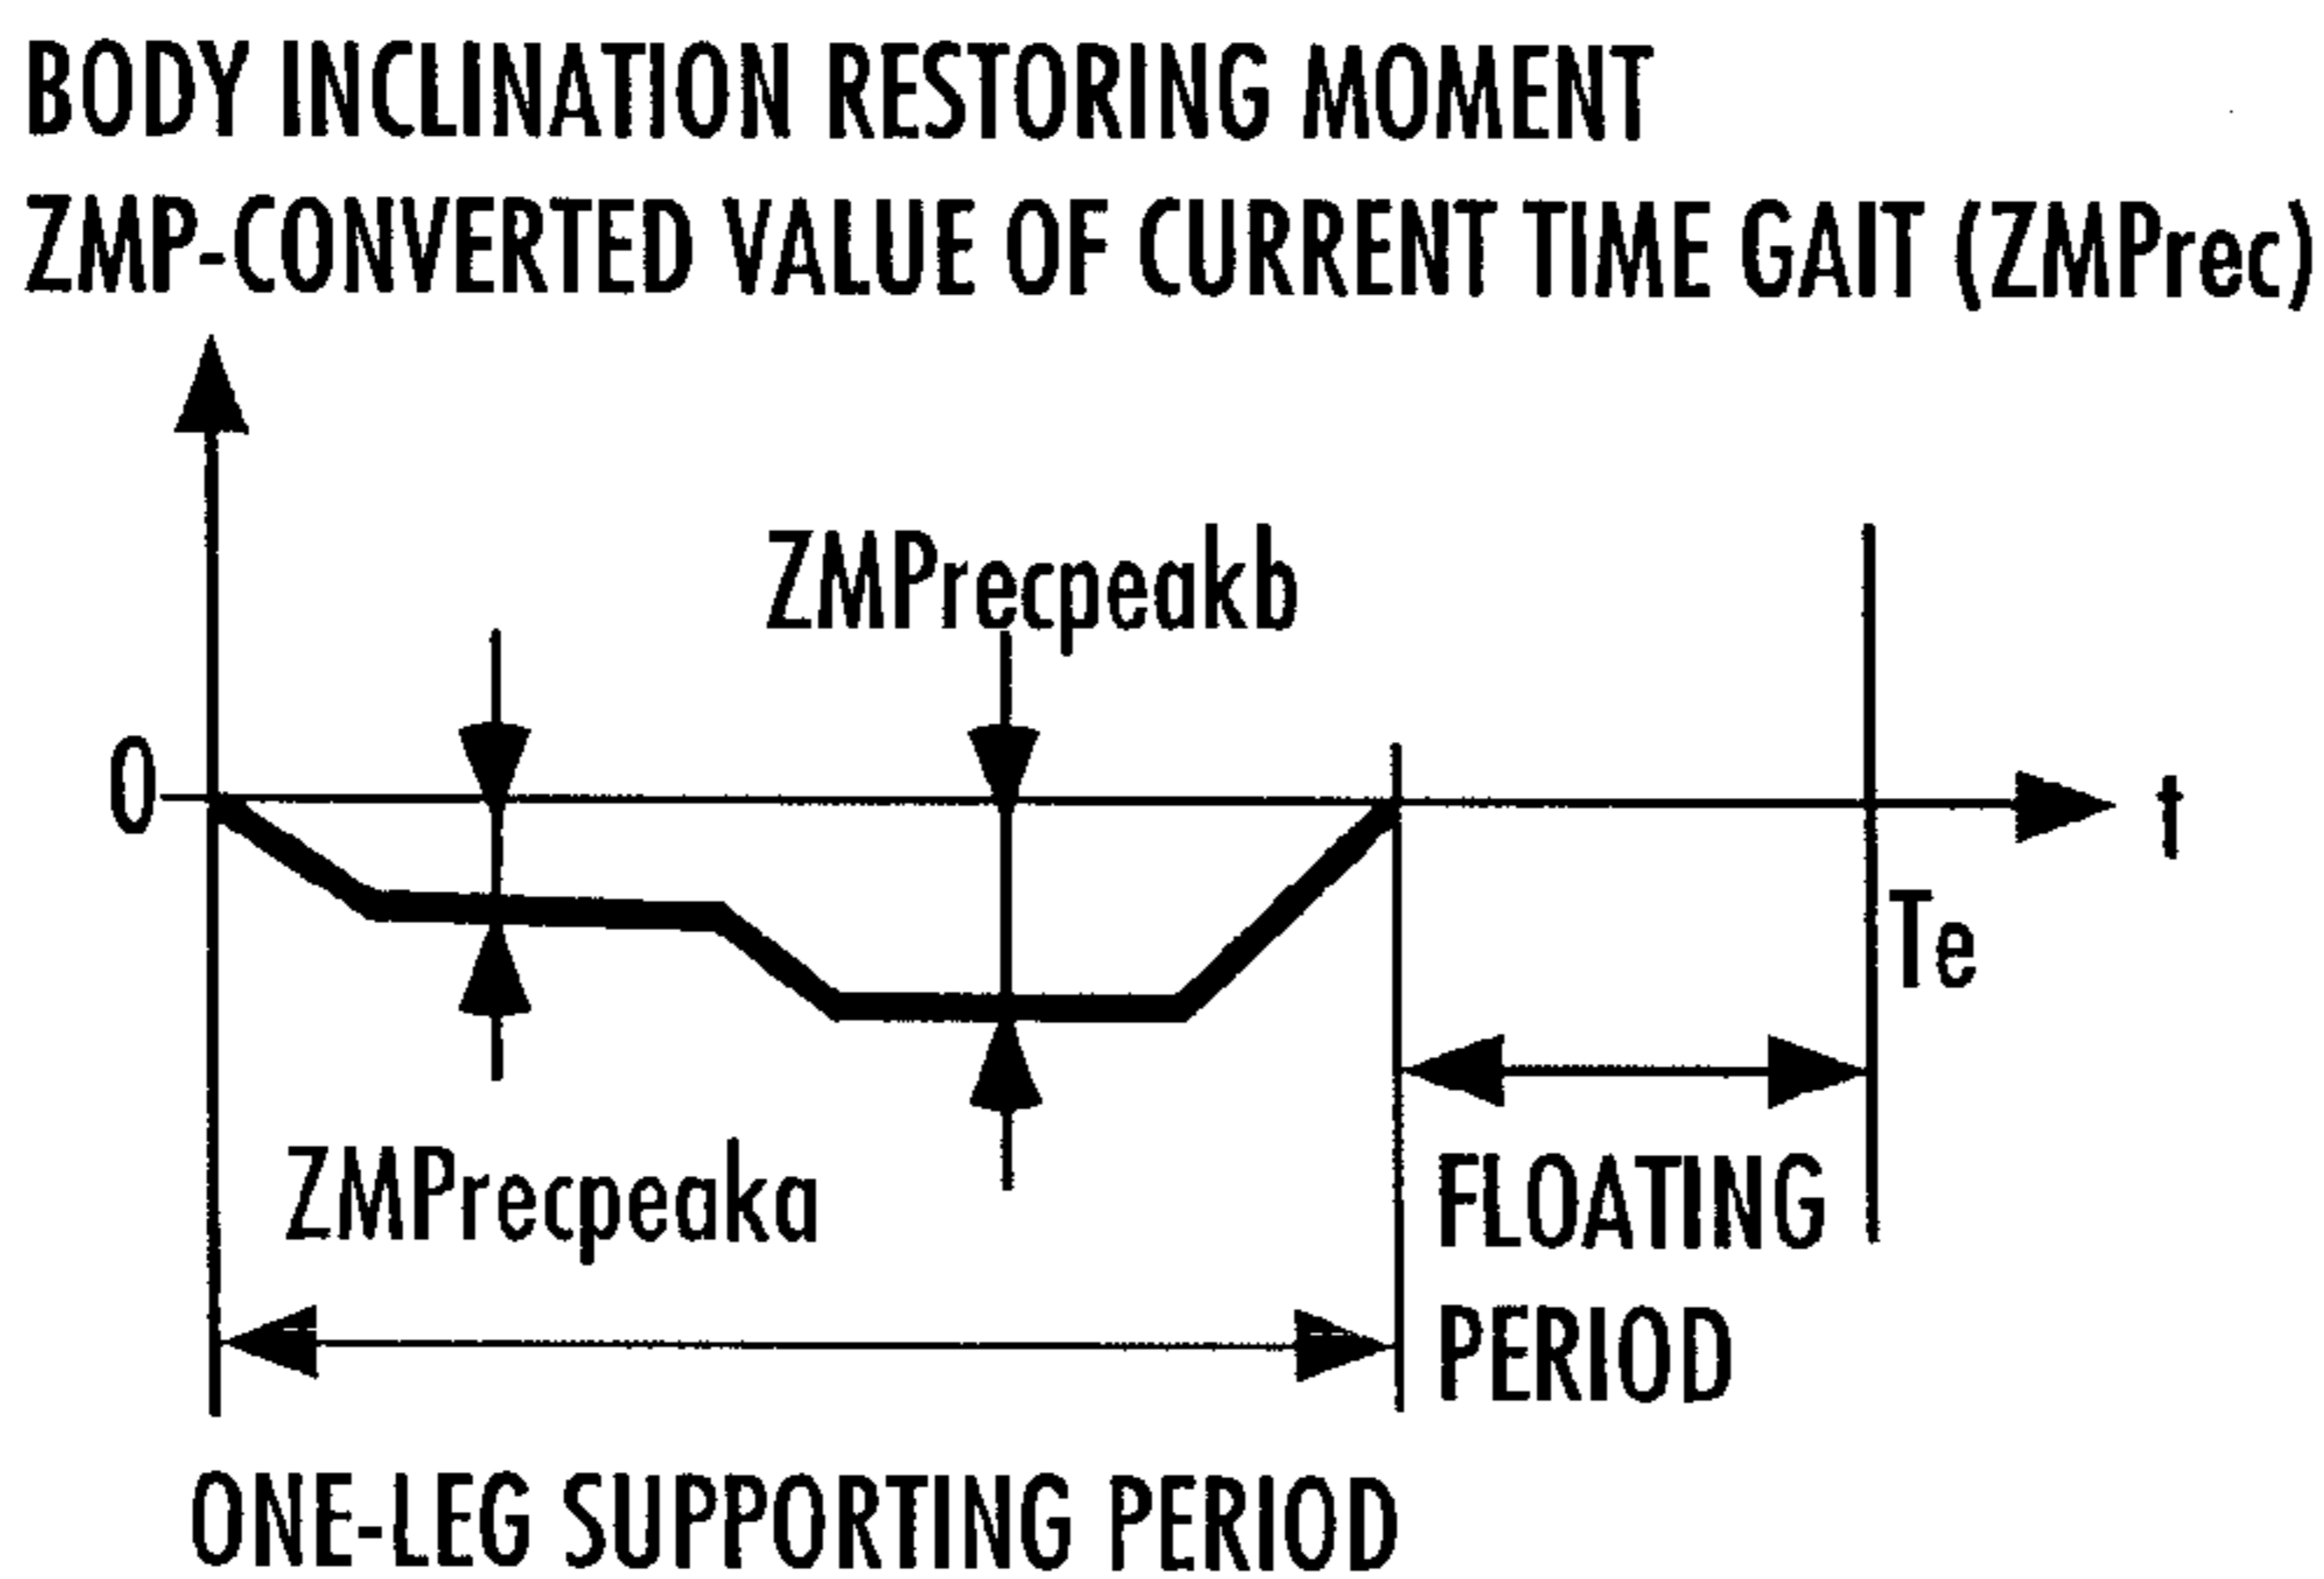 BODY INCLINATION RESTORING MOMENT
ZMP-CONVERTED VALUE OF CURRENT TIME GAIT (ZMPrec)
ZMPrecpeakb
0
t
Te
ZMPrecpeaka
FLOATING
PERIOD
ONE-LEG SUPPORTING PERIOD